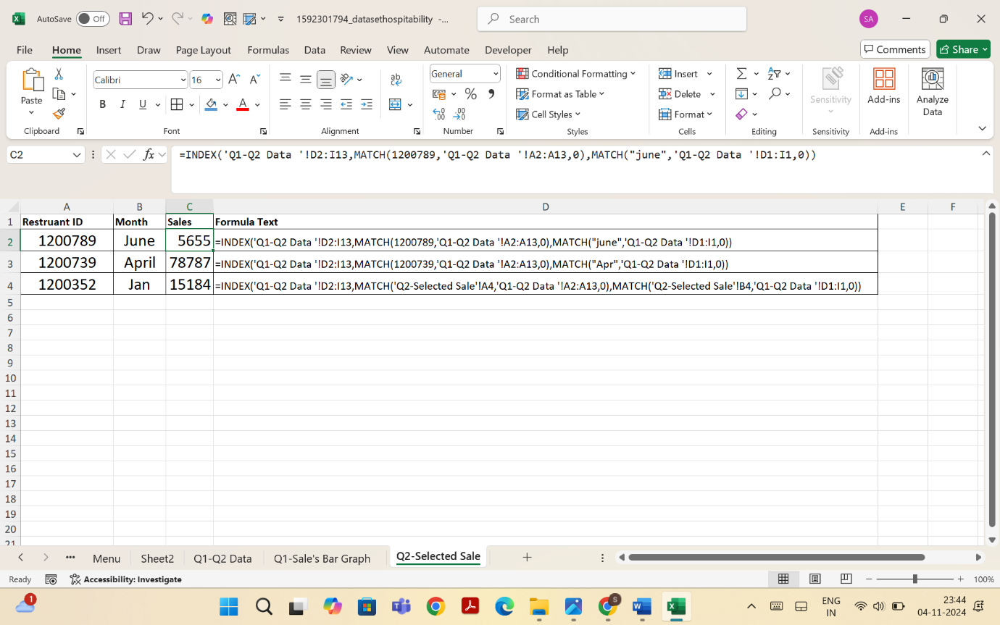 AutoSave Off 1592301794_datasethospitability -... Search SA
File Home Insert Draw Page Layout Formulas Data Review View Automate Developer Help Comments Share
Paste Calibri 16 General Conditional Formatting Insert Sensitivity Add-ins Analyze Data
B I U A % Format as Table Delete
Cell Styles Format
Clipboard Font Alignment Number Styles Cells Editing Sensitivity Add-ins
C2 fx =INDEX('Q1-Q2 Data '!D2:I13,MATCH(1200789,'Q1-Q2 Data '!A2:A13,0),MATCH("june",'Q1-Q2 Data '!D1:I1,0))
A B C D E F
1 Restruant ID Month Sales Formula Text
2 1200789 June 5655 =INDEX('Q1-Q2 Data '!D2:I13,MATCH(1200789,'Q1-Q2 Data '!A2:A13,0),MATCH("june",'Q1-Q2 Data '!D1:I1,0))
3 1200739 April 78787 =INDEX('Q1-Q2 Data '!D2:I13,MATCH(1200739,'Q1-Q2 Data '!A2:A13,0),MATCH("Apr",'Q1-Q2 Data '!D1:I1,0))
4 1200352 Jan 15184 =INDEX('Q1-Q2 Data '!D2:I13,MATCH('Q2-Selected Sale'!A4,'Q1-Q2 Data '!A2:A13,0),MATCH('Q2-Selected Sale'!B4,'Q1-Q2 Data '!D1:I1,0))
5
6
7
8
9
10
11
12
13
14
15
16
17
18
19
20
21
Menu Sheet2 Q1-Q2 Data Q1-Sale's Bar Graph Q2-Selected Sale
Ready Accessibility: Investigate 100%
1 S ENG 23:44
IN 04-11-2024